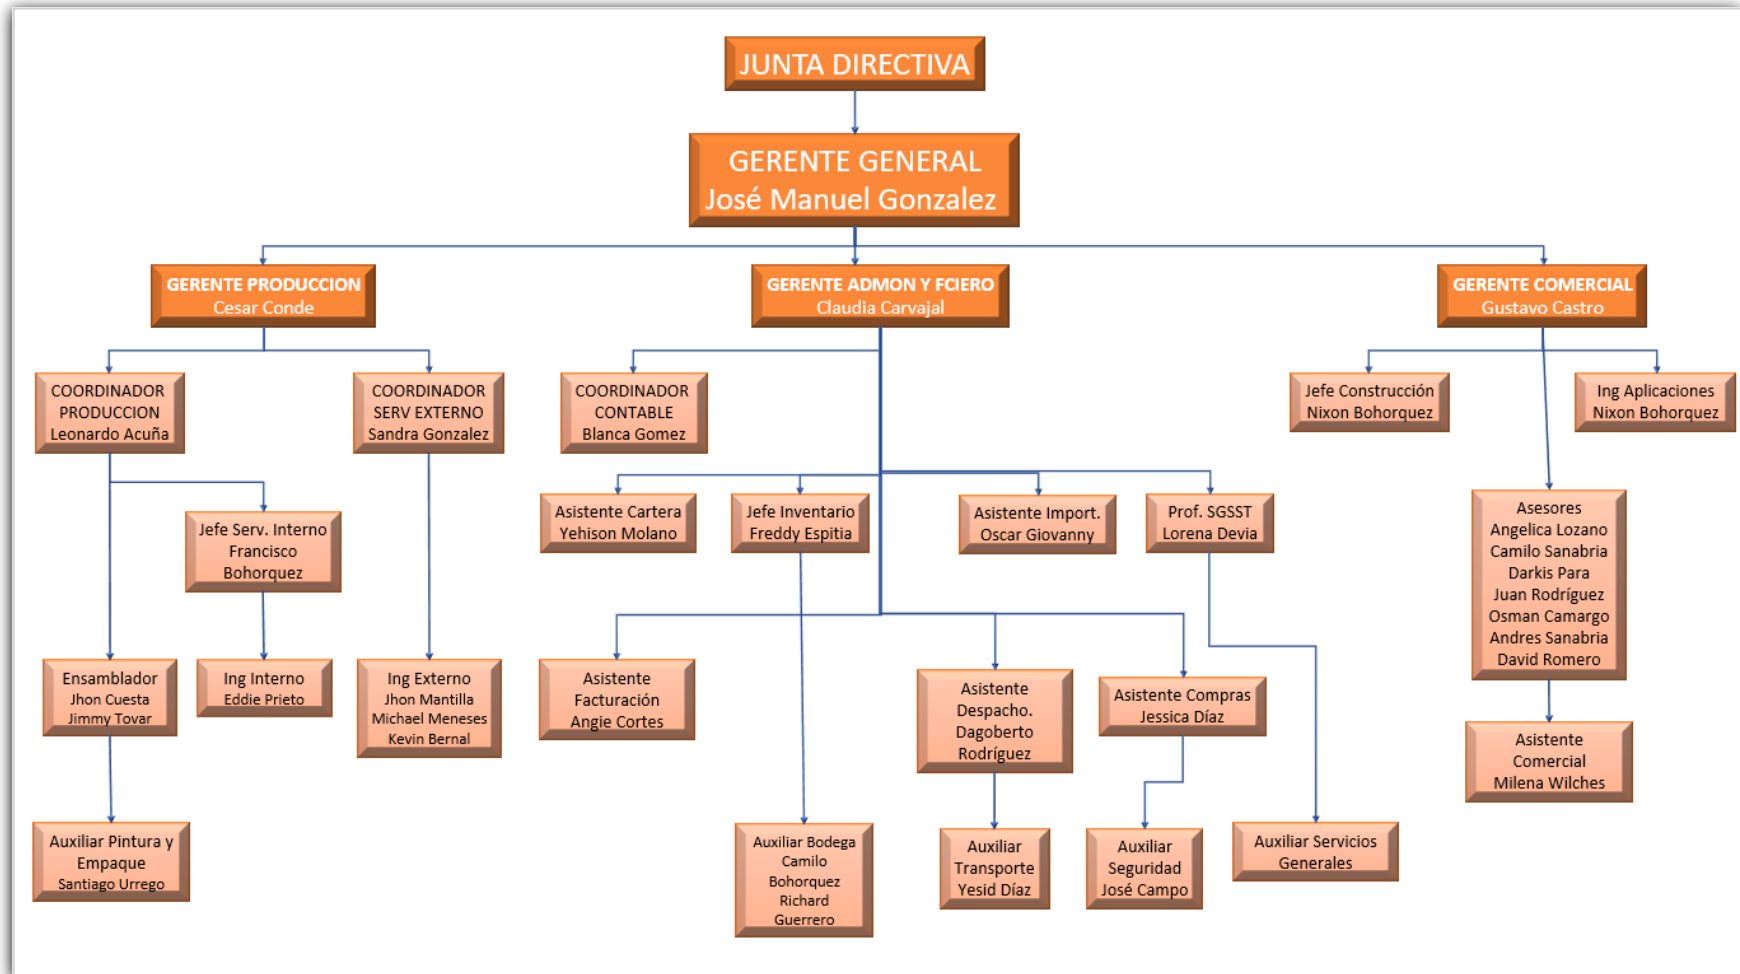 JUNTA DIRECTIVA
GERENTE GENERAL
José Manuel Gonzalez
GERENTE PRODUCCION
Cesar Conde
GERENTE ADMON Y FCIERO
Claudia Carvajal
GERENTE COMERCIAL
Gustavo Castro
COORDINADOR
PRODUCCION
Leonardo Acuña
COORDINADOR
SERV EXTERNO
Sandra Gonzalez
COORDINADOR
CONTABLE
Blanca Gomez
Jefe Construcción
Nixon Bohorquez
Ing Aplicaciones
Nixon Bohorquez
Jefe Serv. Interno
Francisco
Bohorquez
Asistente Cartera
Yehison Molano
Jefe Inventario
Freddy Espitia
Asistente Import.
Oscar Giovanny
Prof. SGSST
Lorena Devia
Asesores
Angelica Lozano
Camilo Sanabria
Darkis Para
Juan Rodríguez
Osman Camargo
Andres Sanabria
David Romero
Ensamblador
Jhon Cuesta
Jimmy Tovar
Ing Interno
Eddie Prieto
Ing Externo
Jhon Mantilla
Michael Meneses
Kevin Bernal
Asistente
Facturación
Angie Cortes
Asistente
Despacho.
Dagoberto
Rodríguez
Asistente Compras
Jessica Díaz
Asistente
Comercial
Milena Wilches
Auxiliar Pintura y
Empaque
Santiago Urrego
Auxiliar Bodega
Camilo
Bohorquez
Richard
Guerrero
Auxiliar
Transporte
Yesid Díaz
Auxiliar
Seguridad
José Campo
Auxiliar Servicios
Generales